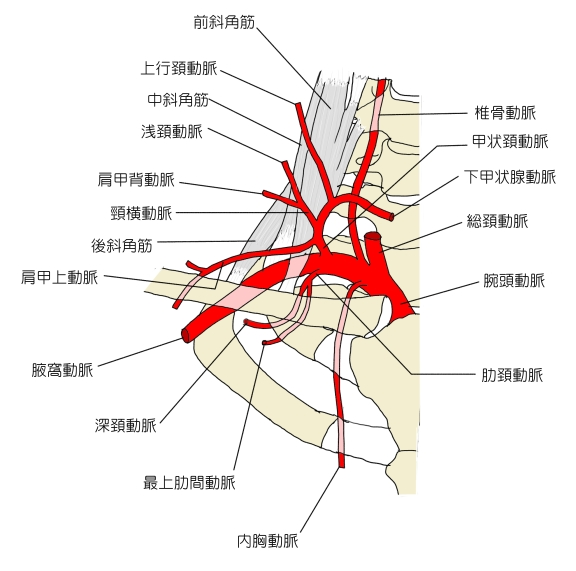 前斜角筋
上行頚動脈
中斜角筋
浅頚動脈
肩甲背動脈
頸横動脈
後斜角筋
肩甲上動脈
腋窩動脈
深頚動脈
最上肋間動脈
内胸動脈
椎骨動脈
甲状頚動脈
下甲状腺動脈
総頚動脈
腕頭動脈
肋頚動脈